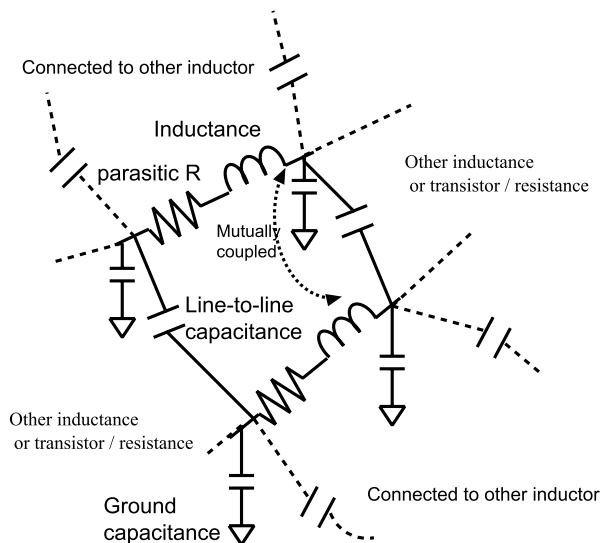 Connected to other inductor
Inductance
Other inductance
or transistor / resistance
parasitic R
Mutually
coupled
Line-to-line
capacitance
Other inductance
or transistor / resistance
Connected to other inductor
Ground
capacitance